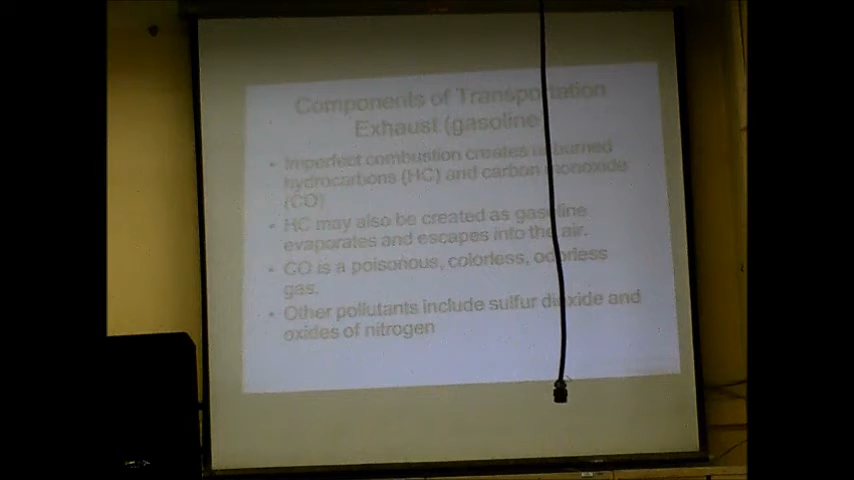 Components of Transportation
Exhaust (gasoline
• Imperfect combustion creates unburned
hydrocarbons (HC) and carbon monoxide
(CO)
• HC may also be created as gasoline
evaporates and escapes into the air.
• CO is a poisonous, colorless, odorless
gas.
• Other pollutants include sulfur dioxide and
oxides of nitrogen